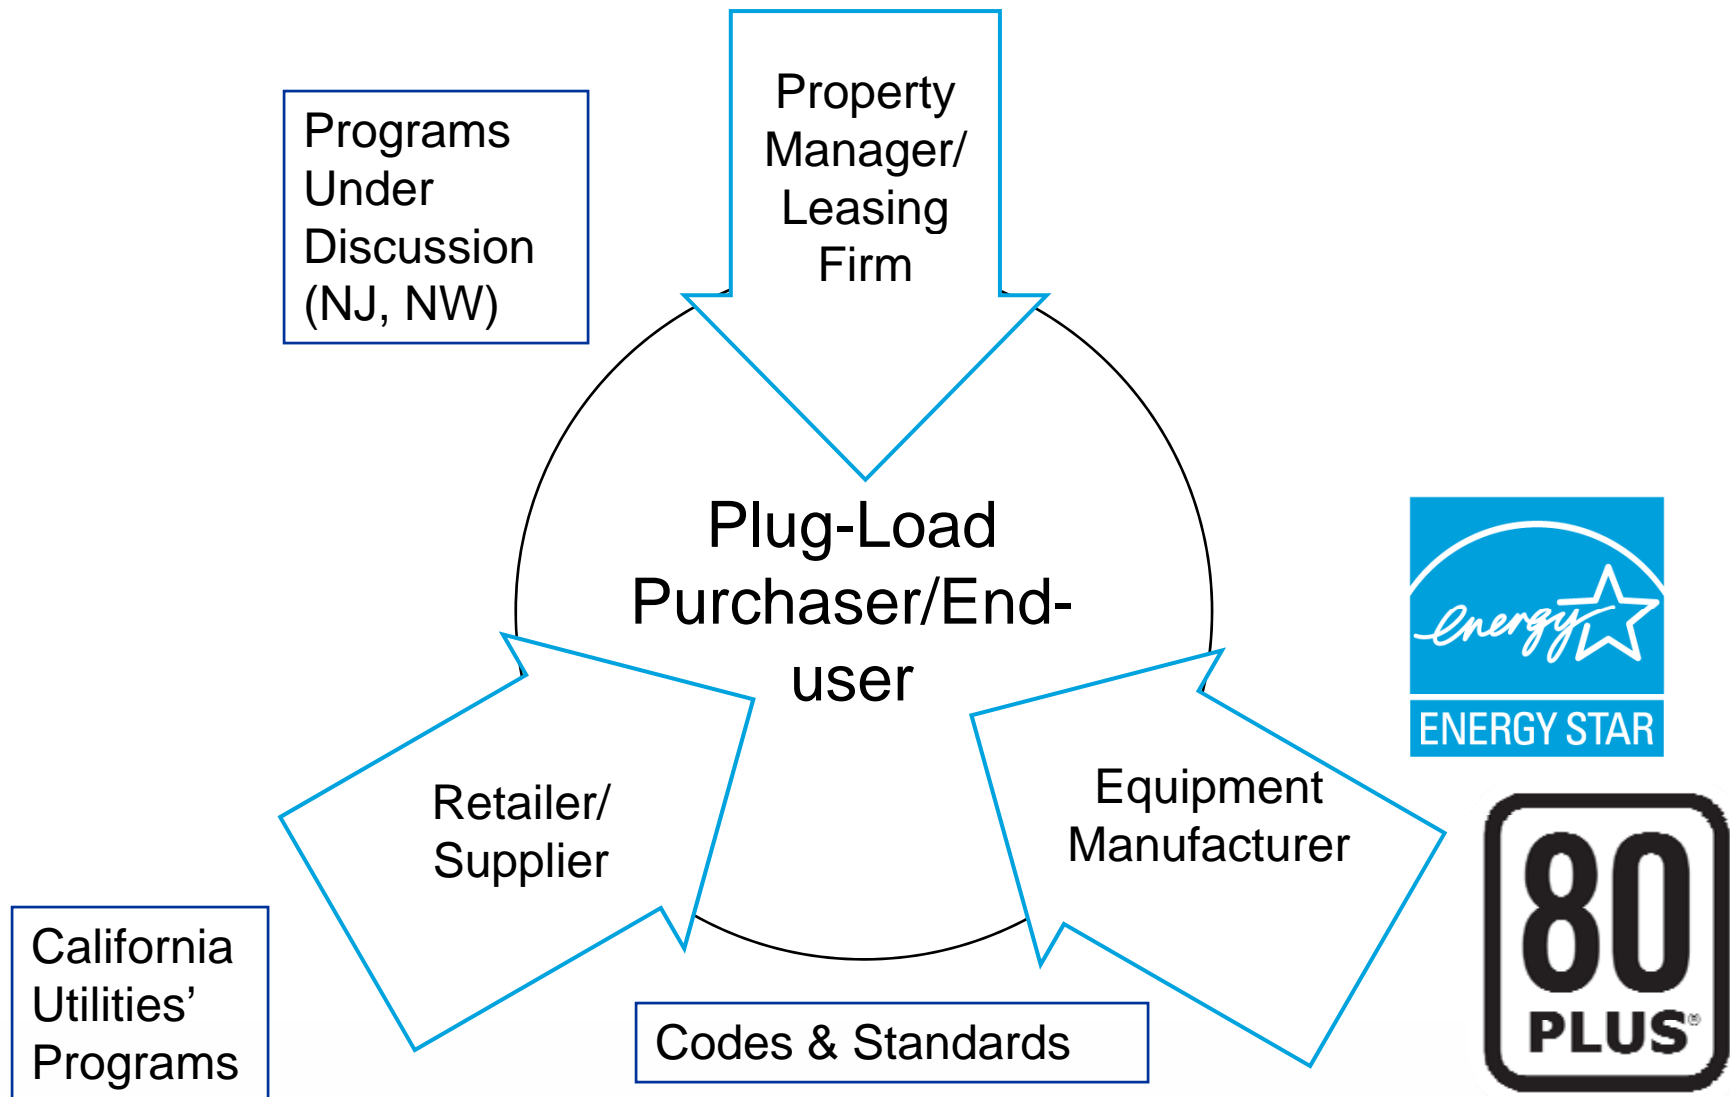 Property
Manager/
Leasing
Firm
Programs
Under
Discussion
(NJ, NW)
Plug-Load
Purchaser/End-
user
energy
ENERGY STAR
Retailer/
Supplier
Equipment
Manufacturer
80
PLUS®
California
Utilities’
Programs
Codes & Standards